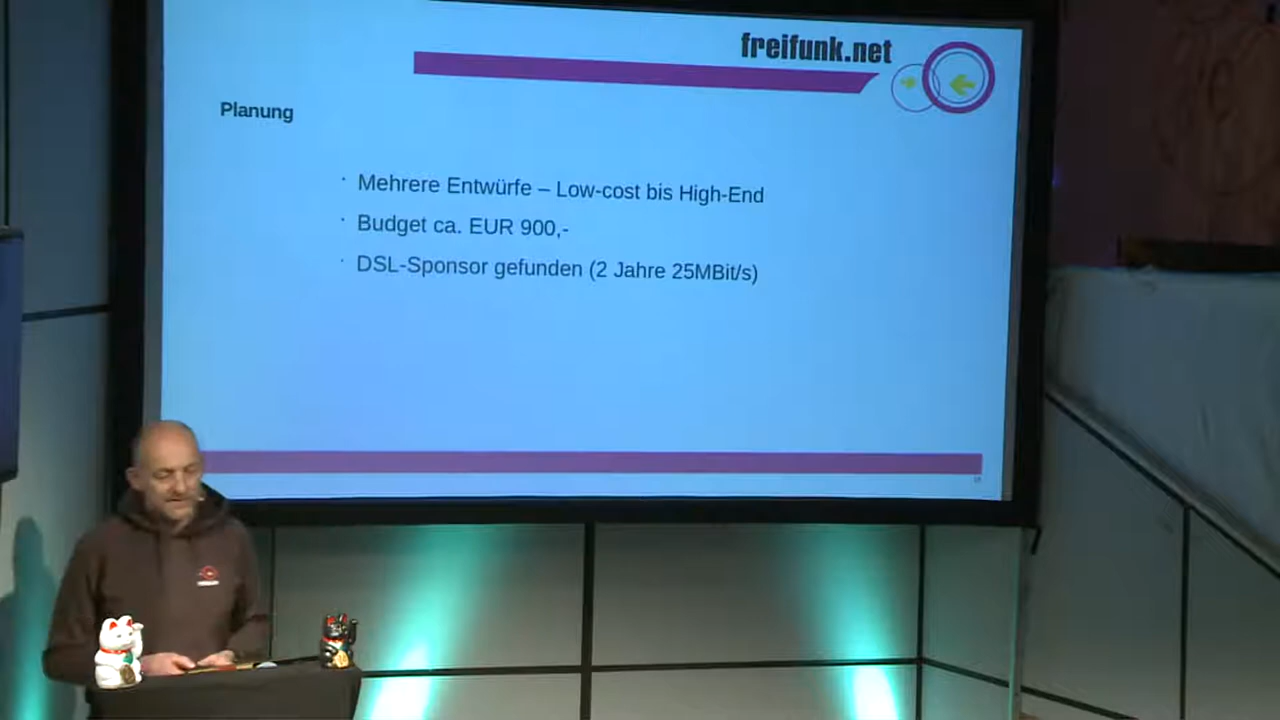 freifunk.net
Planung
· Mehrere Entwürfe – Low-cost bis High-End
· Budget ca. EUR 900,-
· DSL-Sponsor gefunden (2 Jahre 25MBit/s)